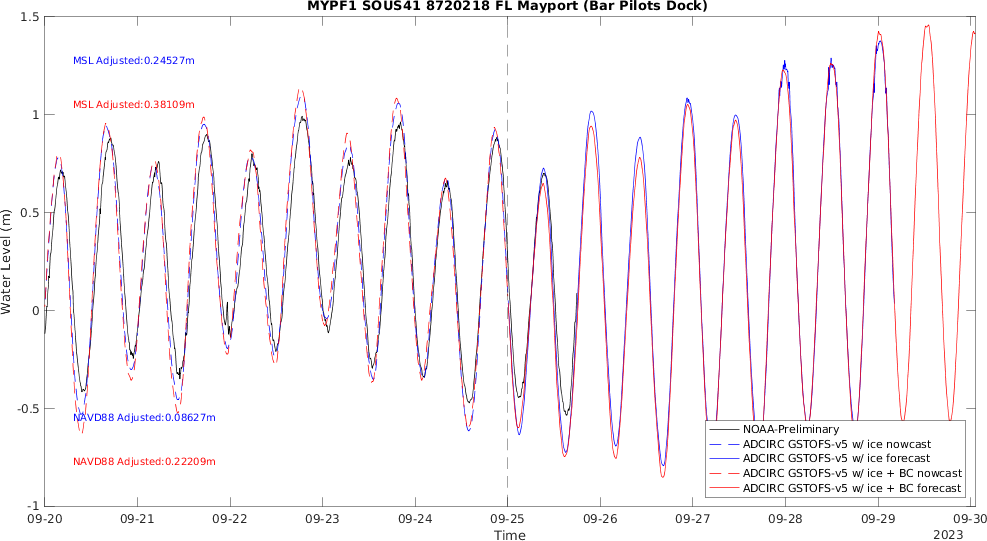 MYPF1 SOUS41 8720218 FL Mayport (Bar Pilots Dock)
1.5
1
0.5
0
-0.5
-1
Water Level (m)
MSL Adjusted:0.24527m
MSL Adjusted:0.38109m
NAVD88 Adjusted:0.08627m
NAVD88 Adjusted:0.22209m
NOAA-Preliminary
ADCIRC GSTOFS-v5 w/ ice nowcast
ADCIRC GSTOFS-v5 w/ ice forecast
ADCIRC GSTOFS-v5 w/ ice + BC nowcast
ADCIRC GSTOFS-v5 w/ ice + BC forecast
09-20 09-21 09-22 09-23 09-24 09-25 09-26 09-27 09-28 09-29 09-30
Time
2023